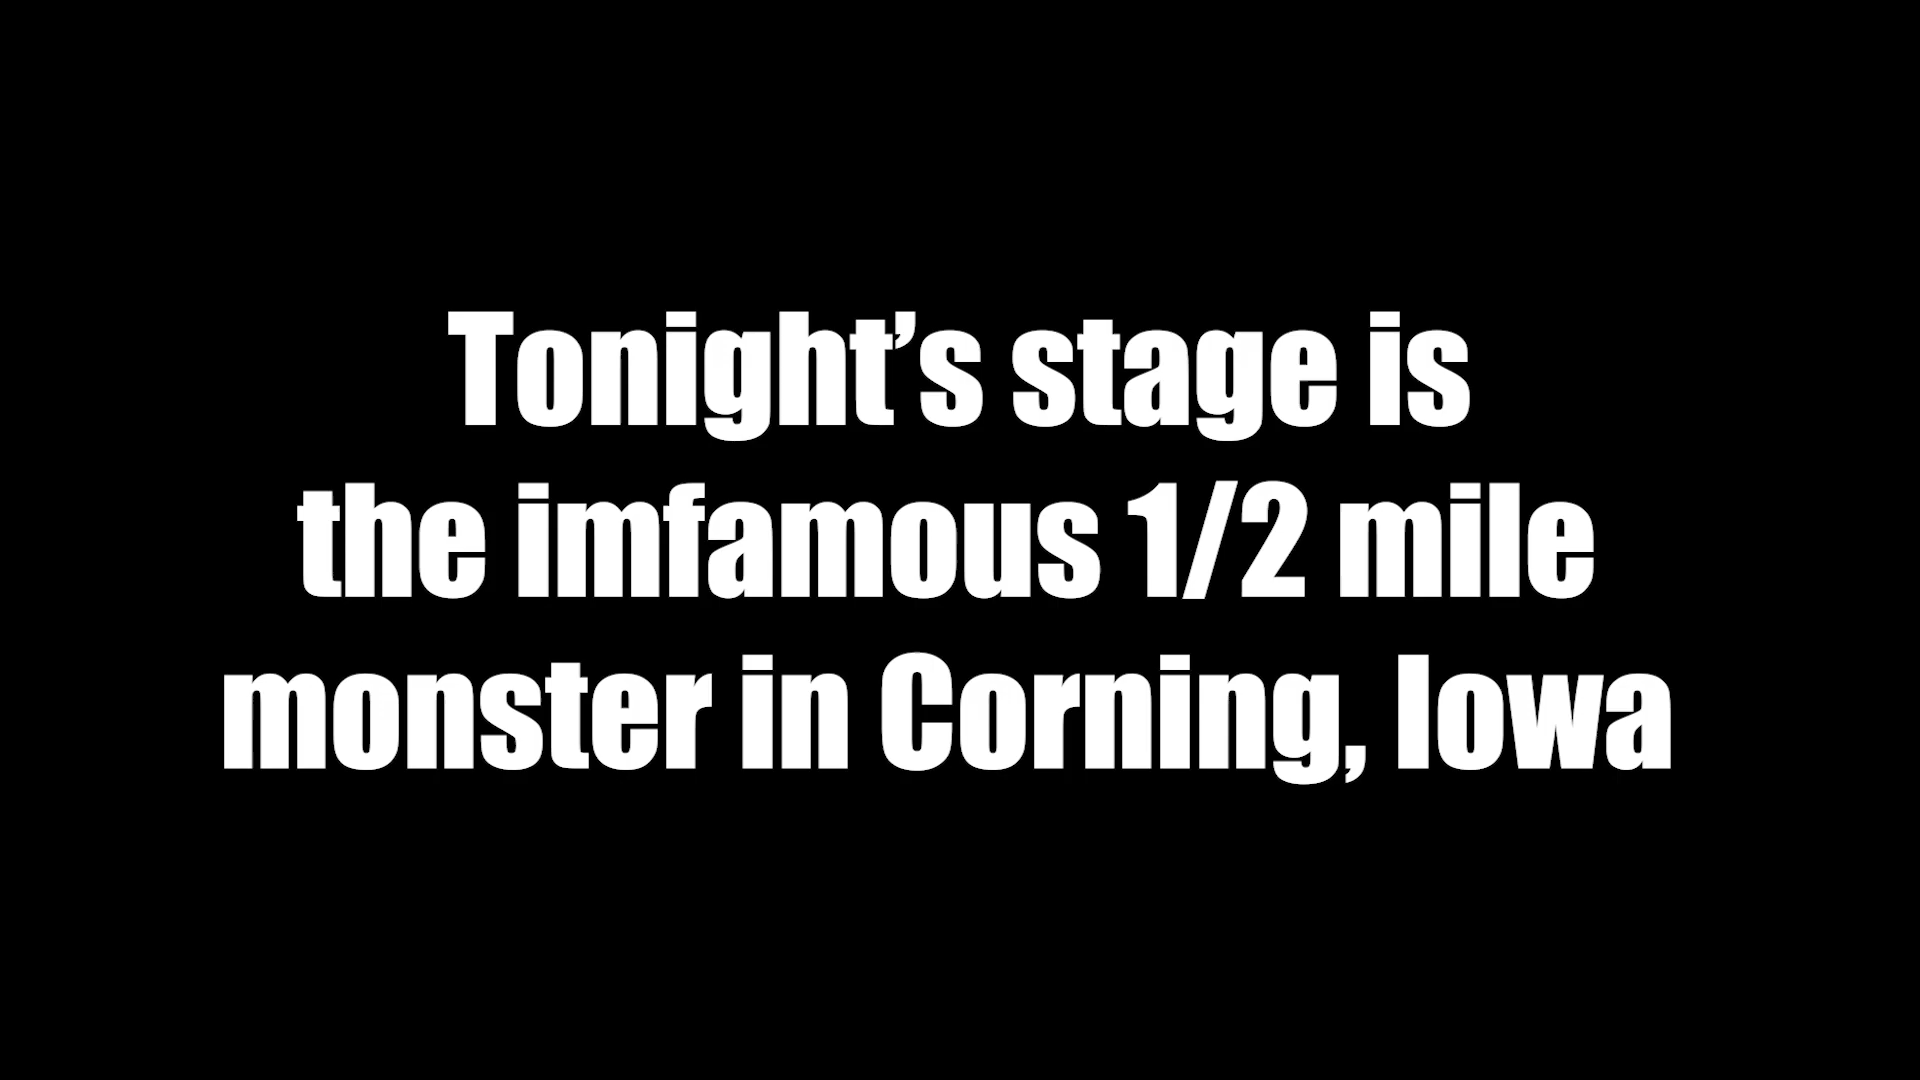 Tonight’s stage is
the imfamous 1/2 mile
monster in Corning, Iowa